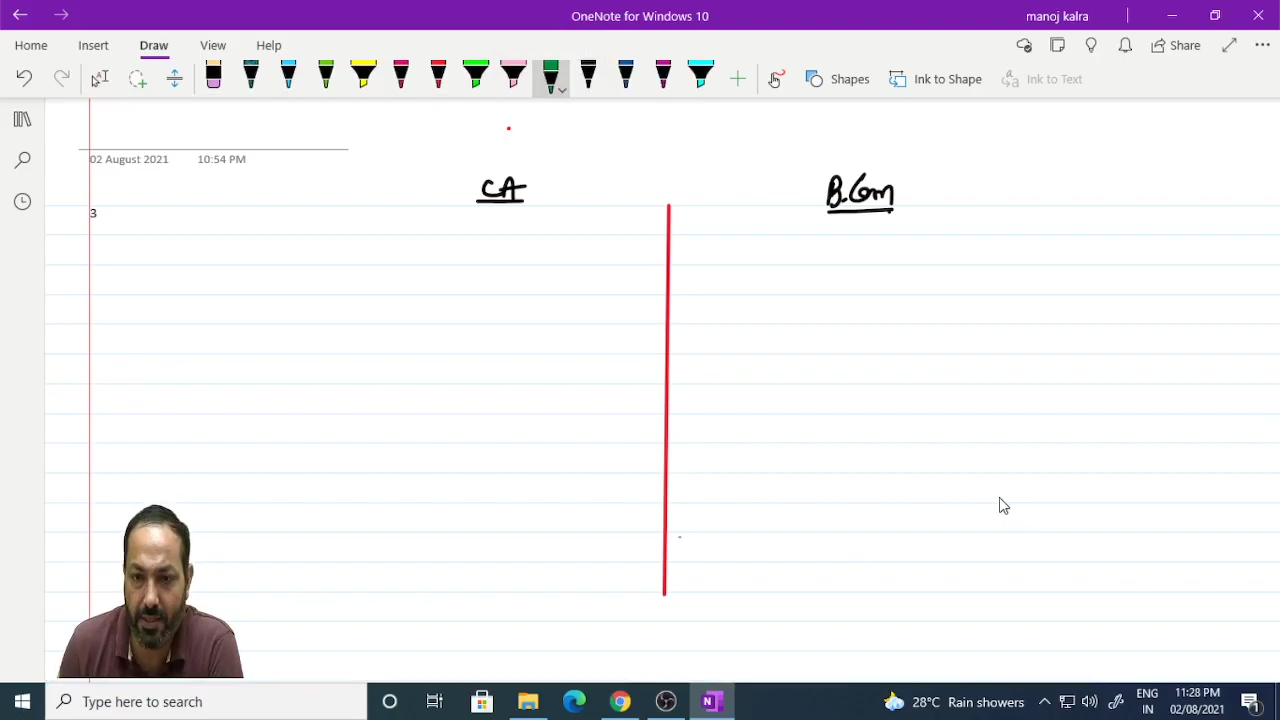 OneNote for Windows 10
manoj kalra
Home
Insert
Draw
View
Help
Share
Shapes
Ink to Shape
Ink to Text
02 August 2021
10:54 PM
CA
B.Com
3
Type here to search
28°C Rain showers
ENG
IN
11:28 PM
02/08/2021
1